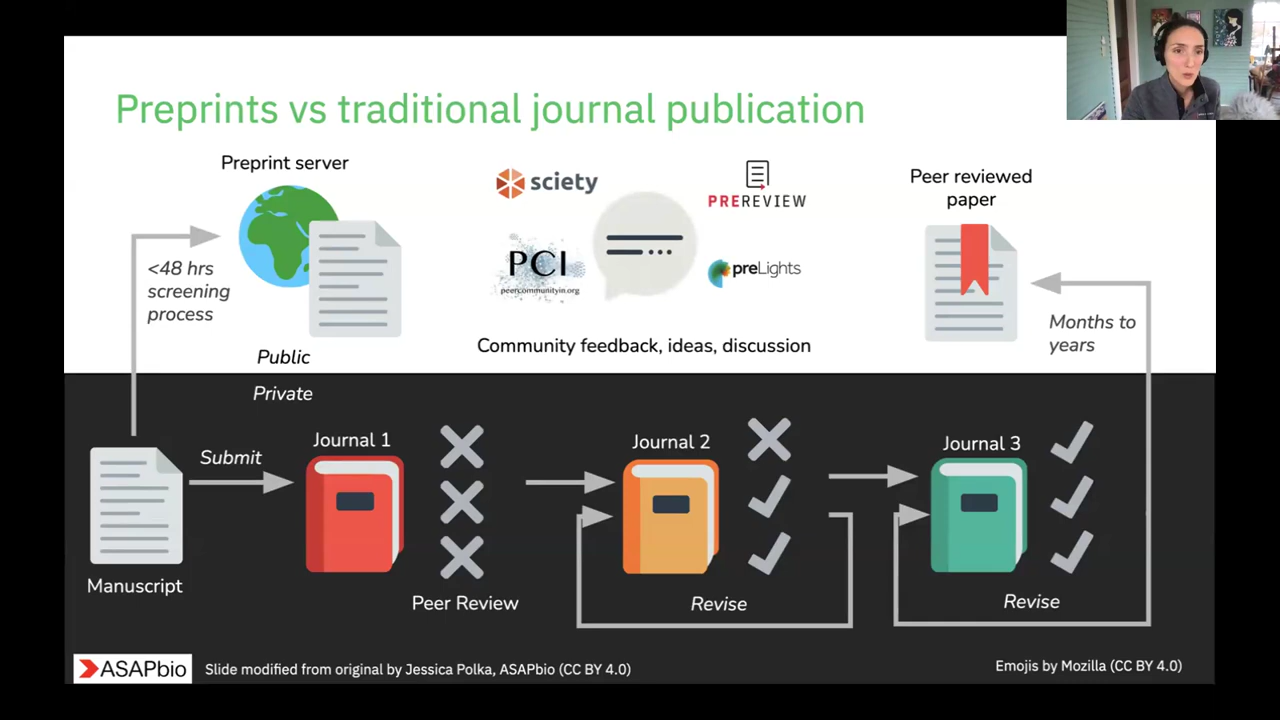 Preprints vs traditional journal publication
Preprint server
<48 hrs
screening
process
Public
sciety
PREREVIEW
PCI
peercommunityin.org
preLights
Community feedback, ideas, discussion
Peer reviewed
paper
Months to
years
Private
Manuscript
Submit
Journal 1
Peer Review
Journal 2
Revise
Journal 3
Revise
ASAPbio
Slide modified from original by Jessica Polka, ASAPbio (CC BY 4.0)
Emojis by Mozilla (CC BY 4.0)